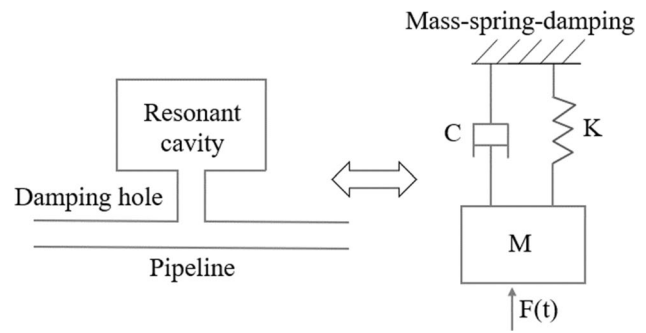 Mass-spring-damping
Resonant
cavity
C
K
Damping hole
M
Pipeline
F(t)